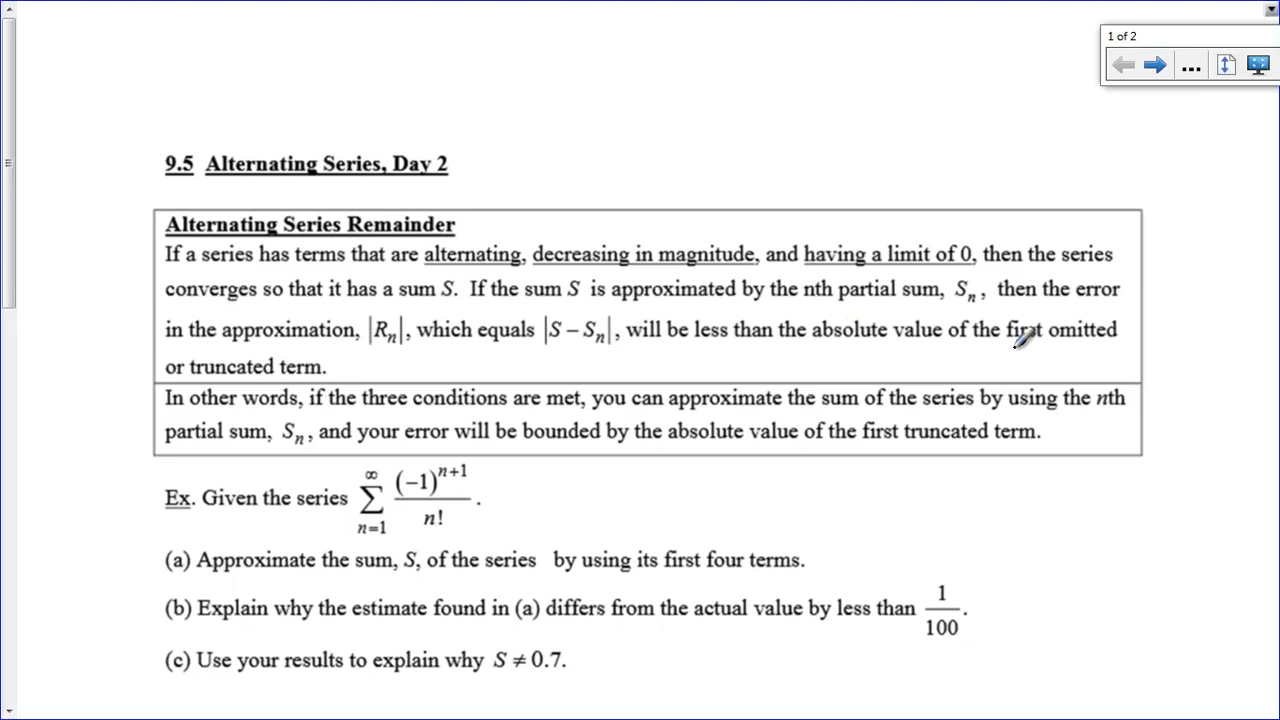 1 of 2
9.5 Alternating Series, Day 2
Alternating Series Remainder
If a series has terms that are alternating, decreasing in magnitude, and having a limit of 0, then the series
converges so that it has a sum S. If the sum S is approximated by the nth partial sum, Sₙ, then the error
in the approximation, |Rₙ|, which equals |S − Sₙ|, will be less than the absolute value of the first omitted
or truncated term.
In other words, if the three conditions are met, you can approximate the sum of the series by using the nth
partial sum, Sₙ, and your error will be bounded by the absolute value of the first truncated term.
Ex. Given the series ∑_{n=1}^{∞} (−1)^{n+1}/n! .
(a) Approximate the sum, S, of the series by using its first four terms.
(b) Explain why the estimate found in (a) differs from the actual value by less than 1/100.
(c) Use your results to explain why S ≠ 0.7.